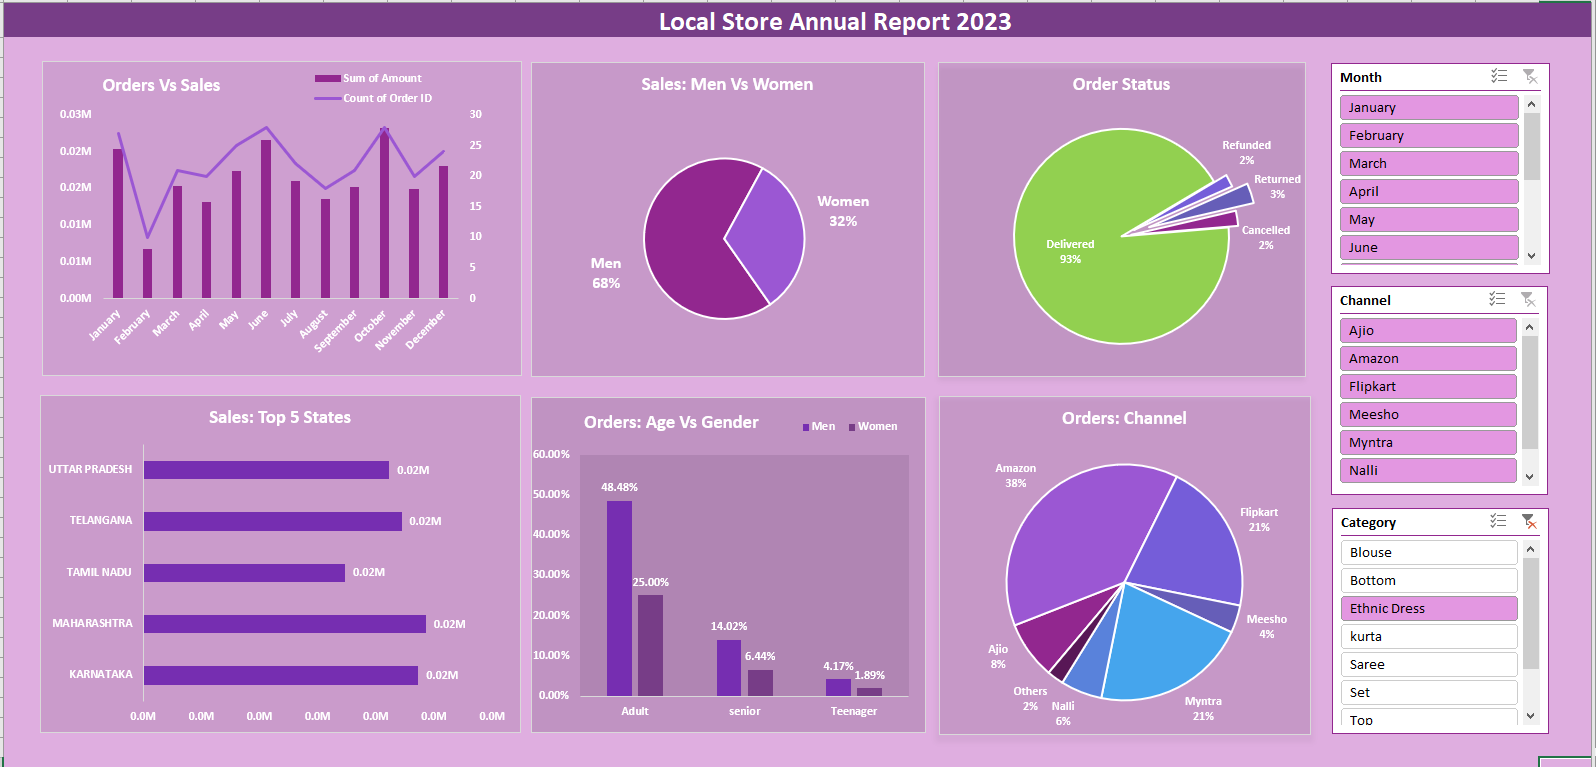 Local Store Annual Report 2023
Orders Vs Sales
Sum of Amount
Count of Order ID
0.03M
0.02M
0.02M
0.01M
0.01M
0.00M
30
25
20
15
10
5
0
January
February
March
April
May
June
July
August
September
October
November
December
Sales: Men Vs Women
Women
32%
Men
68%
Order Status
Refunded
2%
Returned
3%
Cancelled
2%
Delivered
93%
Month
January
February
March
April
May
June
Channel
Ajio
Amazon
Flipkart
Meesho
Myntra
Nalli
Sales: Top 5 States
UTTAR PRADESH
0.02M
TELANGANA
0.02M
TAMIL NADU
0.02M
MAHARASHTRA
0.02M
KARNATAKA
0.02M
0.0M 0.0M 0.0M 0.0M 0.0M 0.0M 0.0M
Orders: Age Vs Gender
Men Women
60.00%
50.00%
40.00%
30.00%
20.00%
10.00%
0.00%
48.48%
25.00%
14.02%
6.44%
4.17%
1.89%
Adult senior Teenager
Orders: Channel
Amazon
38%
Flipkart
21%
Meesho
4%
Myntra
21%
Nalli
6%
Others
2%
Ajio
8%
Category
Blouse
Bottom
Ethnic Dress
kurta
Saree
Set
Top